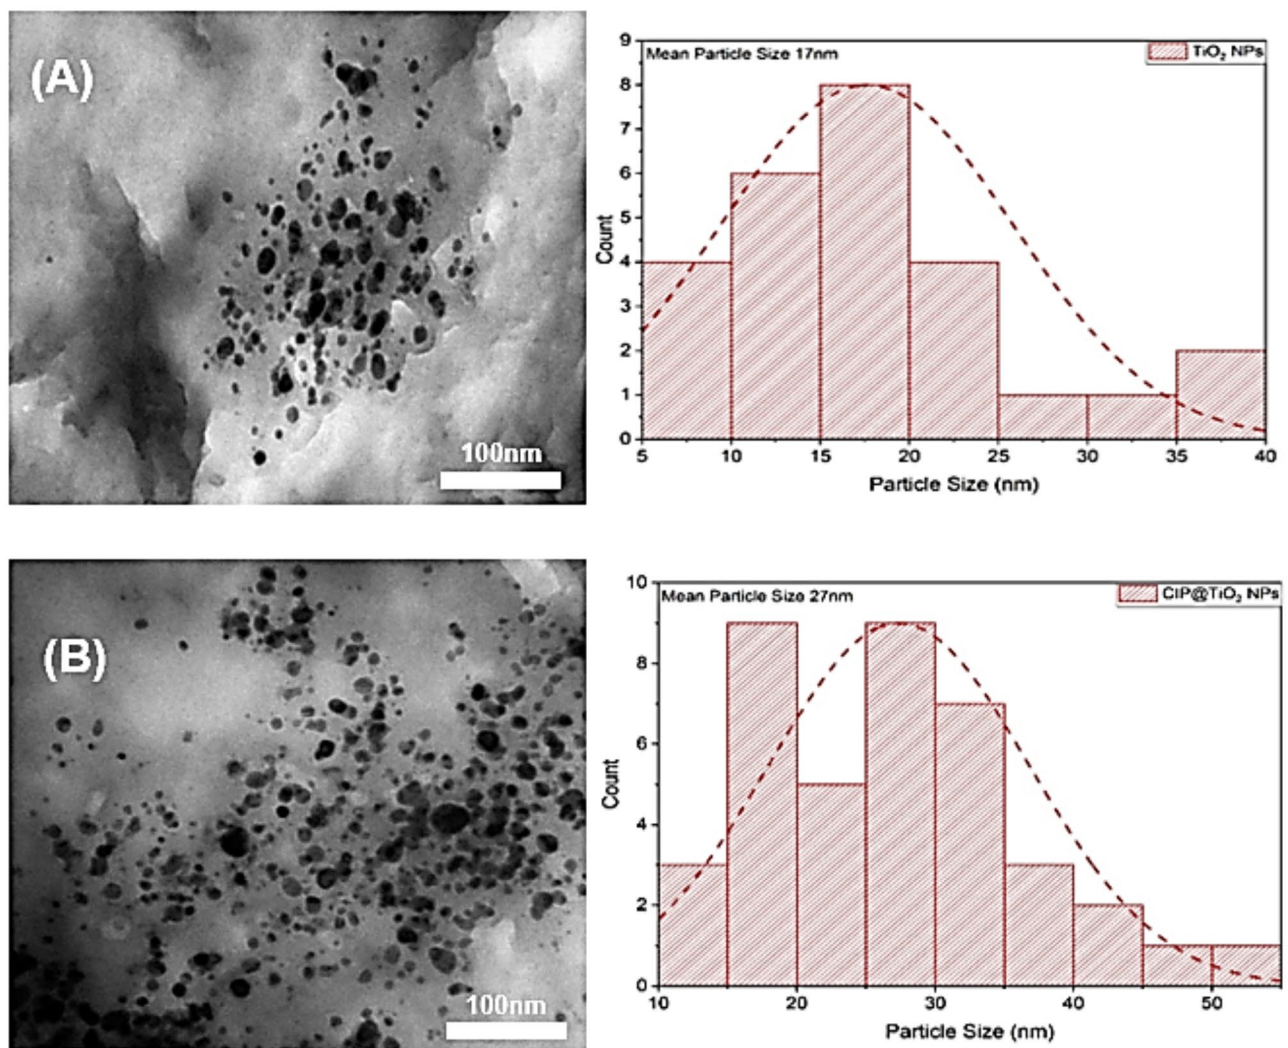 (A)
100nm
Mean Particle Size 17nm
TiO₂ NPs
9
8
7
6
5
4
3
2
1
0
Count
5 10 15 20 25 30 35 40
Particle Size (nm)
(B)
100nm
Mean Particle Size 27nm
CIP@TiO₂ NPs
10
8
6
4
2
0
Count
10 20 30 40 50
Particle Size (nm)